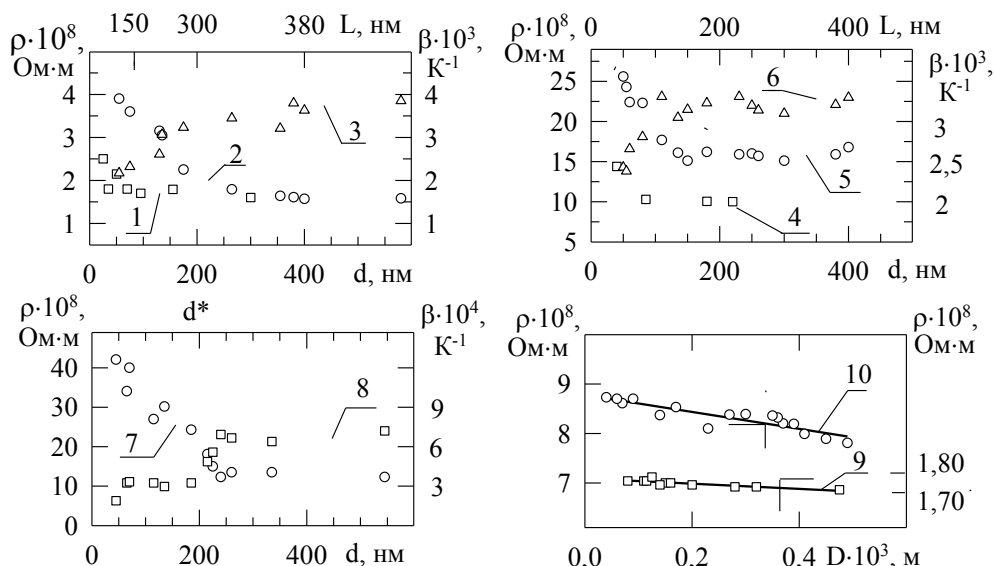 150 300 380 L, нм
ρ·10⁸, Ом·м
β·10³, К⁻¹
4 4
3 3
2 2
1 1
1 2 3
0 200 400 d, нм
0 200 400 L, нм
ρ·10⁸, Ом·м
β·10³, К⁻¹
25
20 3
15 2,5
10 2
5
6
5
4
0 200 400 d, нм
ρ·10⁸, Ом·м
d*
β·10⁴, К⁻¹
40
30 9
20 6
10 3
0
7 8
0 200 400 d, нм
ρ·10⁸, Ом·м
ρ·10⁸, Ом·м
9
8
7
1,80
1,70
10
9
0,0 0,2 0,4 D·10³, м